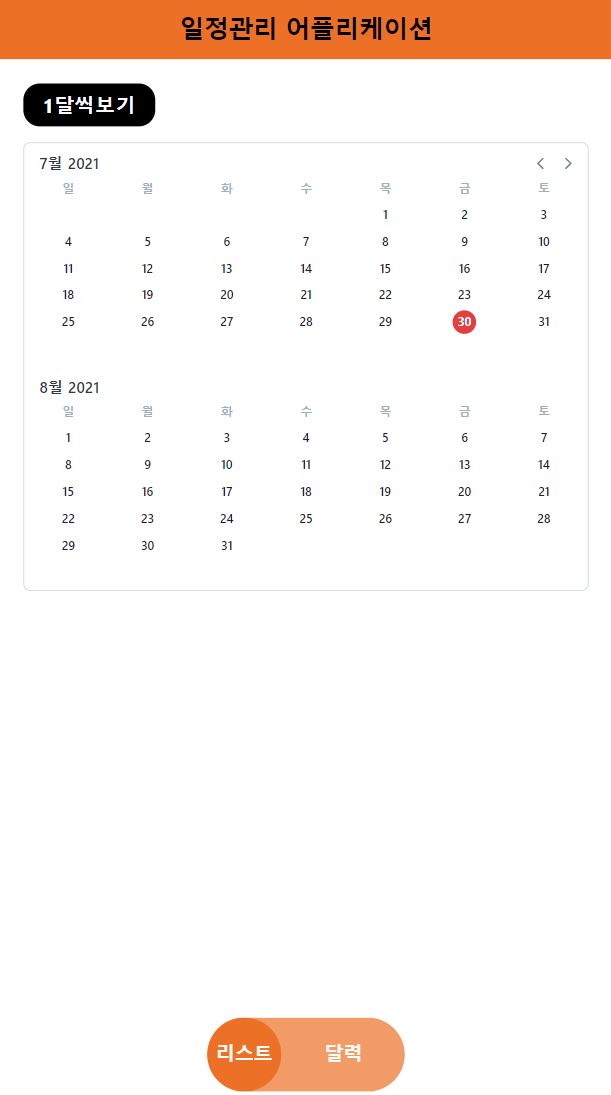 일정관리 어플리케이션
1달씩보기
7월 2021
일 월 화 수 목 금 토
1 2 3
4 5 6 7 8 9 10
11 12 13 14 15 16 17
18 19 20 21 22 23 24
25 26 27 28 29 30 31
8월 2021
일 월 화 수 목 금 토
1 2 3 4 5 6 7
8 9 10 11 12 13 14
15 16 17 18 19 20 21
22 23 24 25 26 27 28
29 30 31
리스트 달력